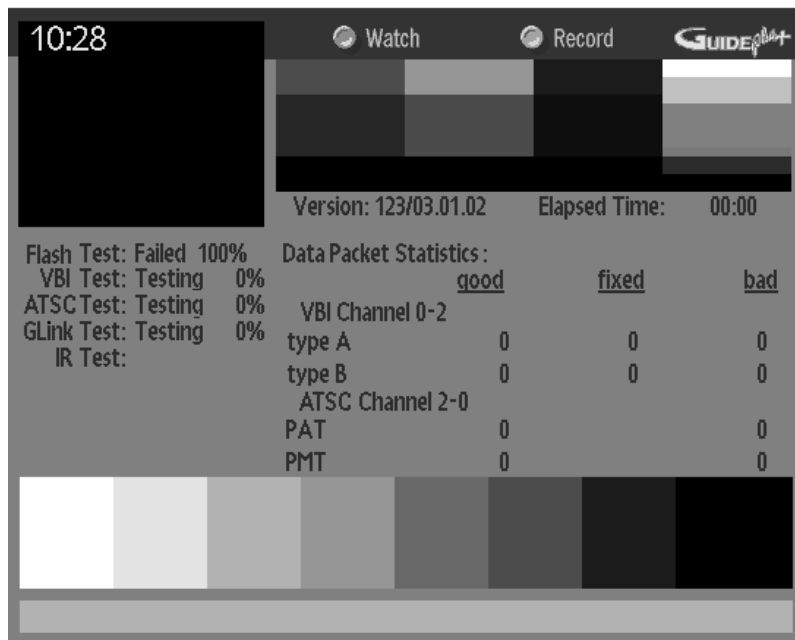 10:28
Watch Record GUIDE plus+
Version: 123/03.01.02 Elapsed Time: 00:00
Flash Test: Failed 100%
VBI Test: Testing 0%
ATSC Test: Testing 0%
GLink Test: Testing 0%
IR Test:
Data Packet Statistics:
good fixed bad
VBI Channel 0-2
type A 0 0 0
type B 0 0 0
ATSC Channel 2-0
PAT 0 0
PMT 0 0